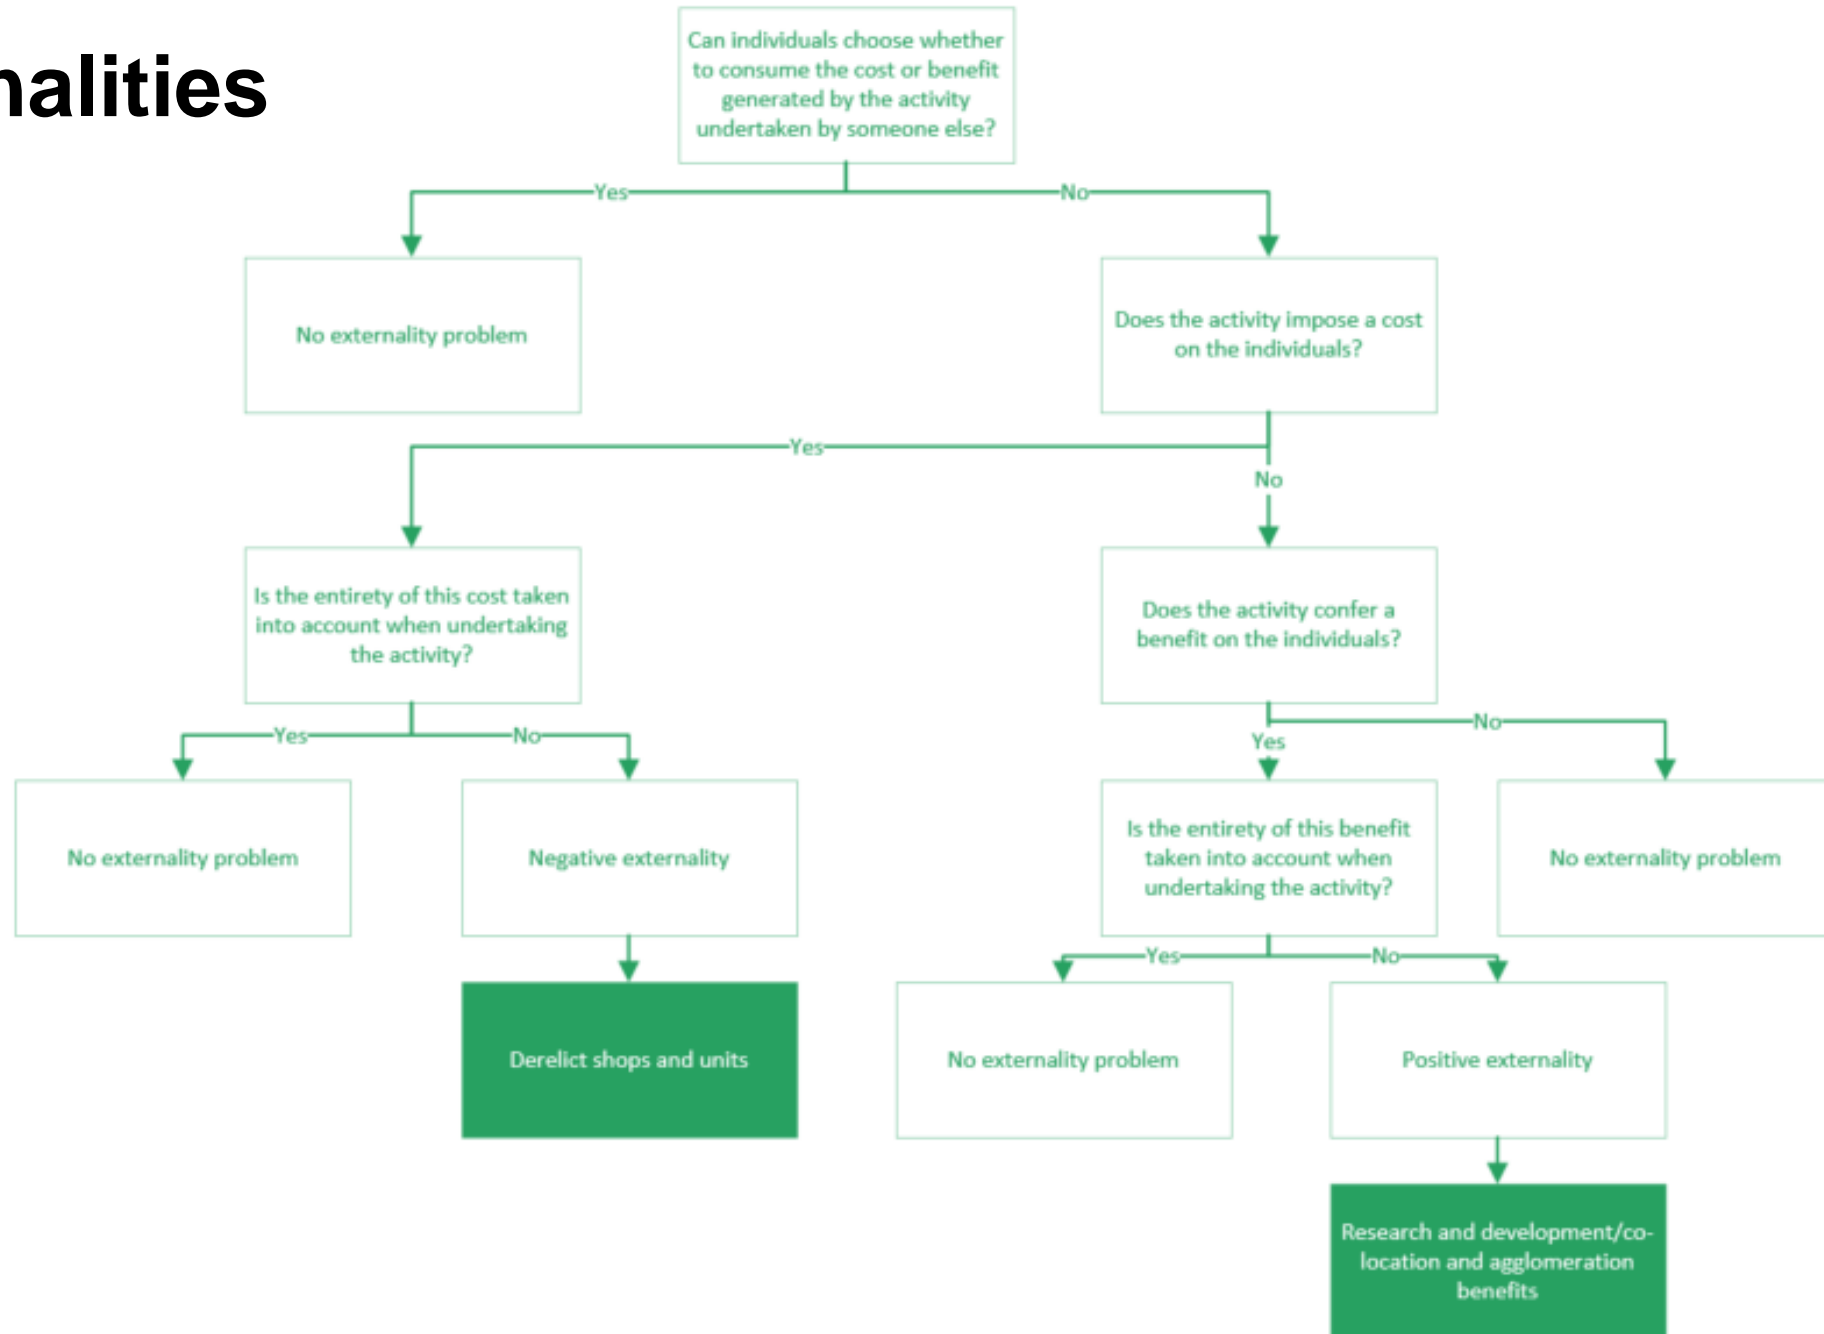 nalities
Can individuals choose whether
to consume the cost or benefit
generated by the activity
undertaken by someone else?
Yes
No
No externality problem
Does the activity impose a cost
on the individuals?
Yes
No
Is the entirety of this cost taken
into account when undertaking
the activity?
Does the activity confer a
benefit on the individuals?
Yes
No
Yes
No
No externality problem
Negative externality
Is the entirety of this benefit
taken into account when
undertaking the activity?
No externality problem
Yes
No
Derelict shops and units
No externality problem
Positive externality
Research and development/co-
location and agglomeration
benefits